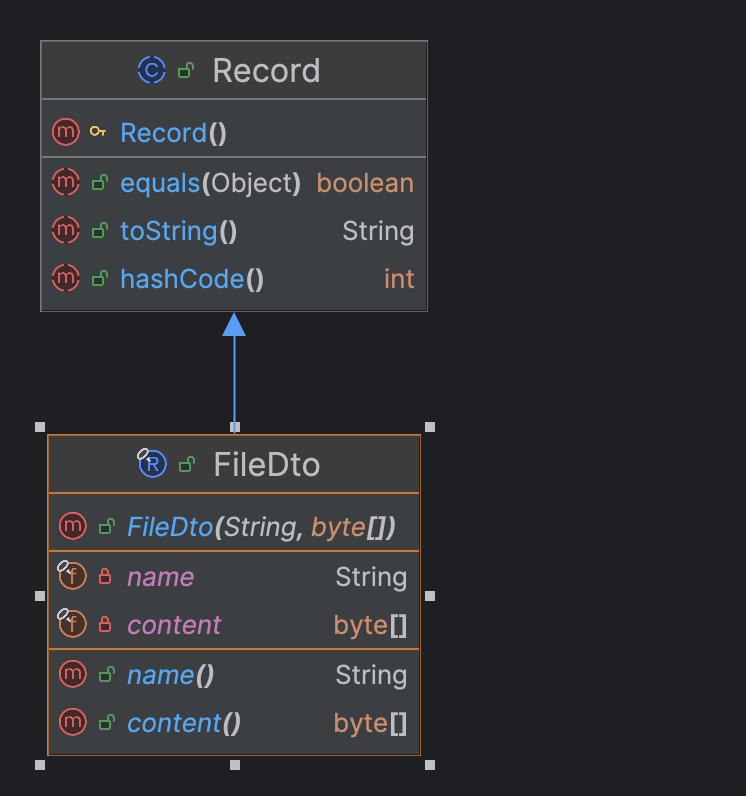 Record
Record()
equals(Object) boolean
toString() String
hashCode() int
FileDto
FileDto(String, byte[])
name String
content byte[]
name() String
content() byte[]